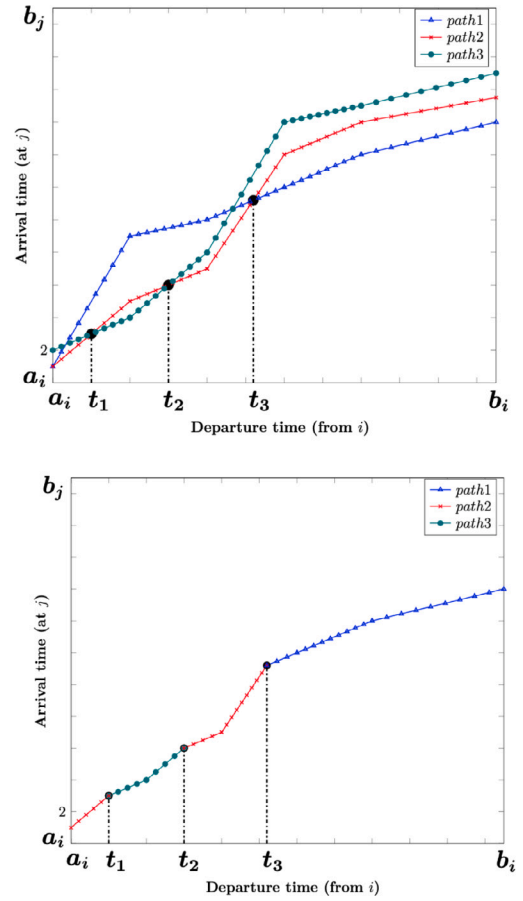 b_j
path1
path2
path3
Arrival time (at j)
2
a_i
a_i t_1 t_2 t_3 b_i
Departure time (from i)
b_j
path1
path2
path3
Arrival time (at j)
2
a_i
a_i t_1 t_2 t_3 b_i
Departure time (from i)